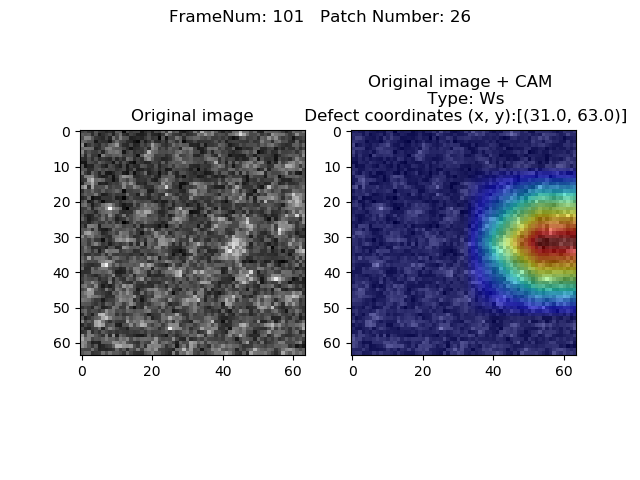 FrameNum: 101   Patch Number: 26
Original image
Original image + CAM
Type: Ws
Defect coordinates (x, y):[(31.0, 63.0)]
0
10
20
30
40
50
60
0 20 40 60
0
10
20
30
40
50
60
0 20 40 60